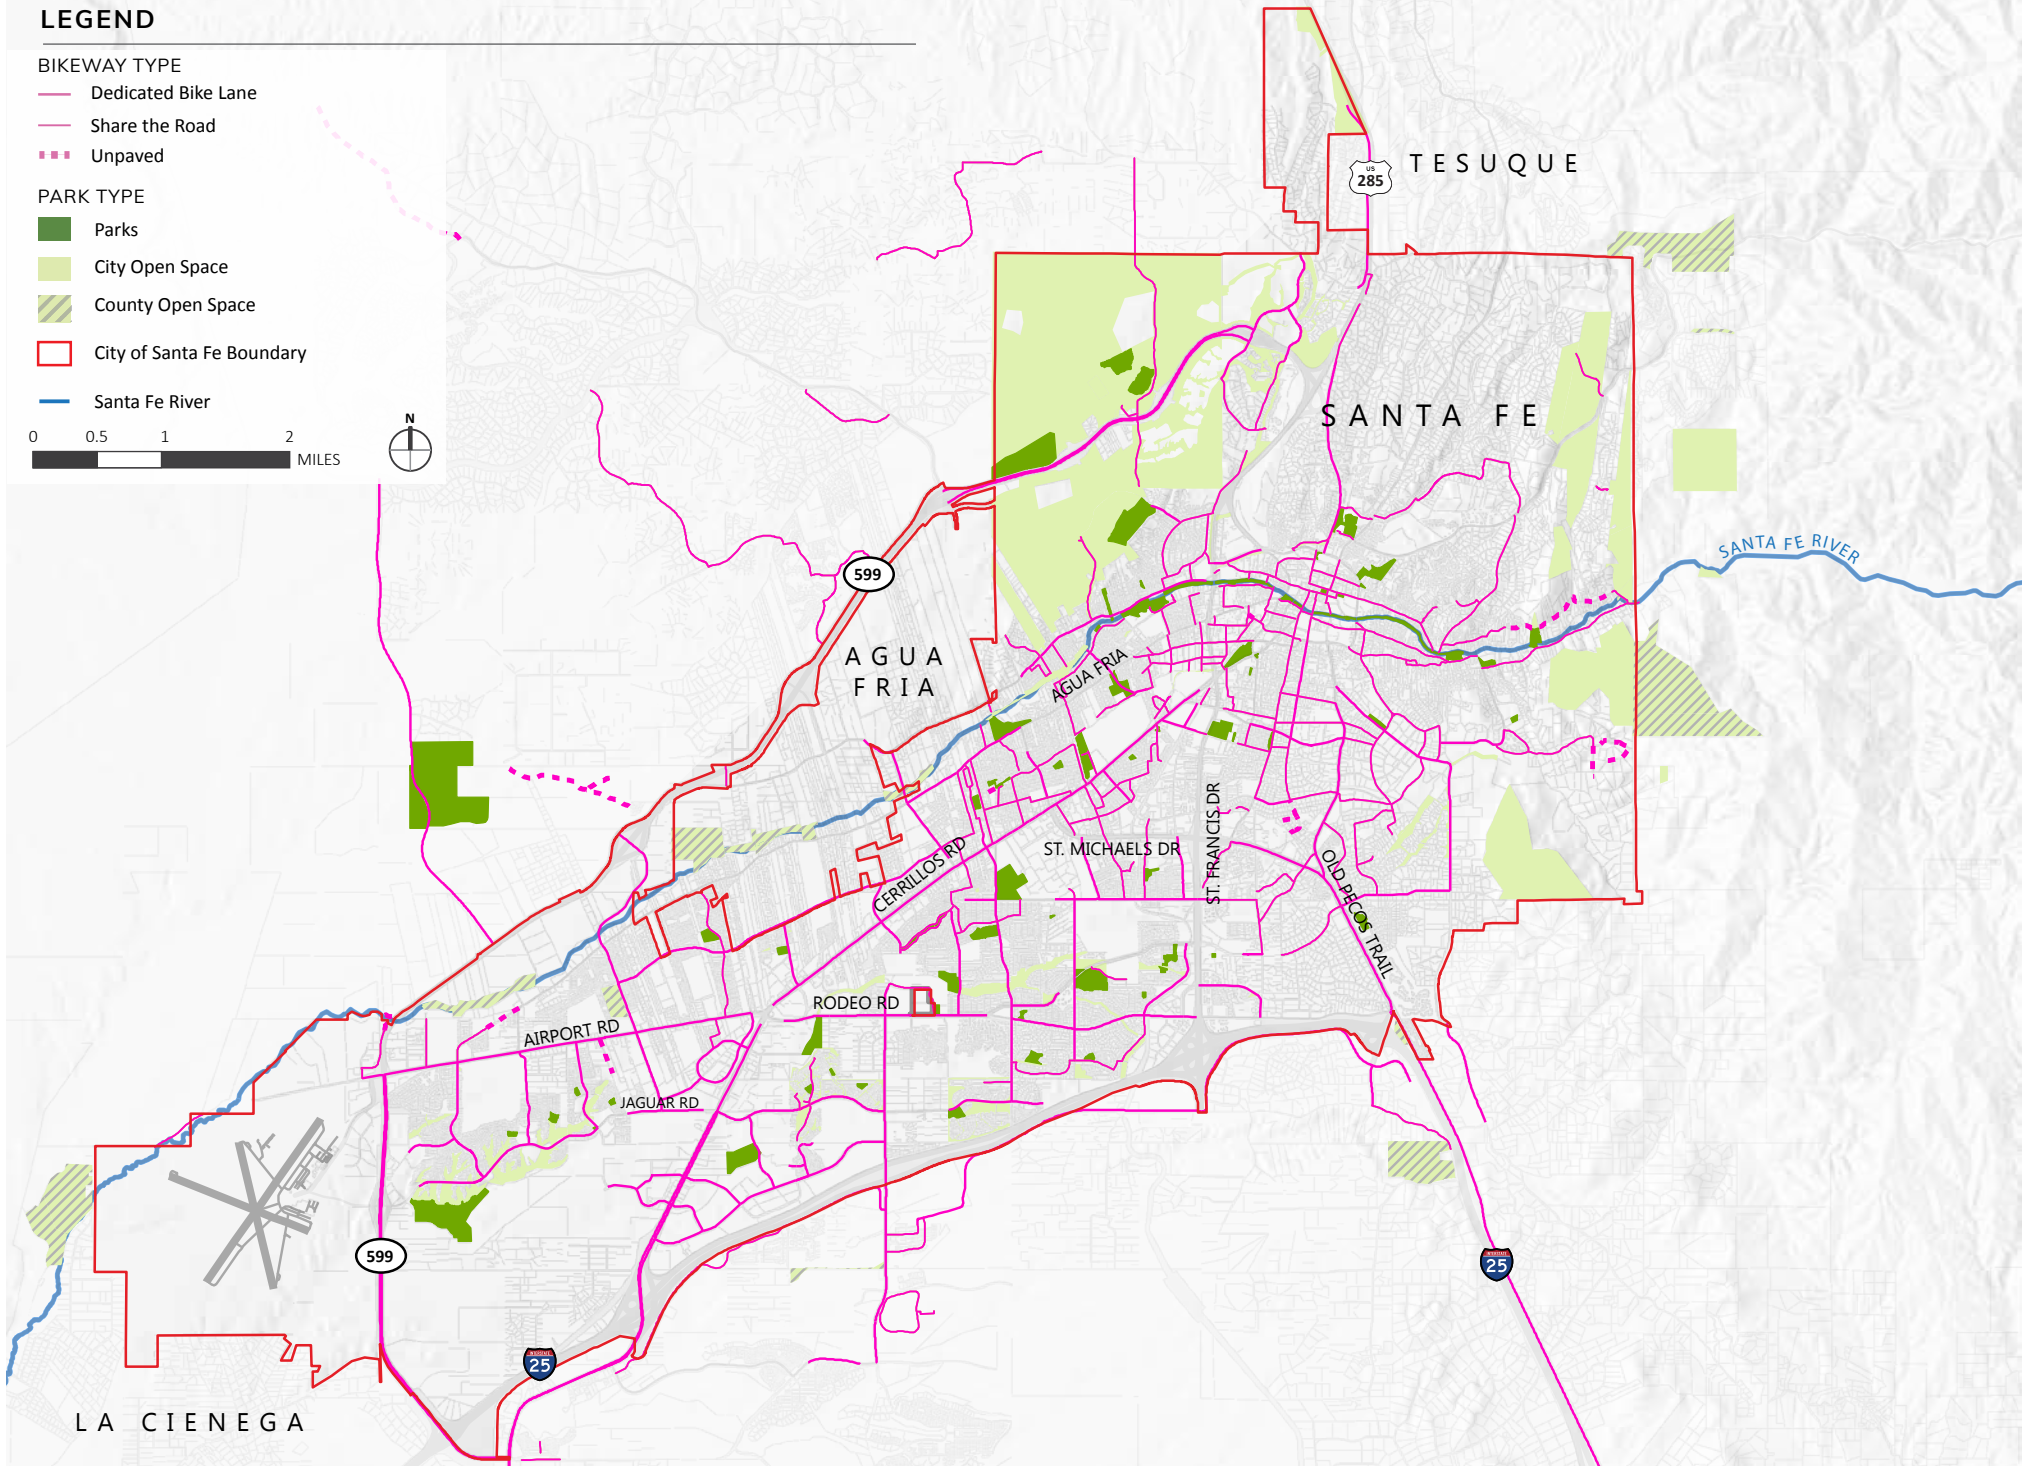 LEGEND
BIKEWAY TYPE
Dedicated Bike Lane
Share the Road
Unpaved
PARK TYPE
Parks
City Open Space
County Open Space
City of Santa Fe Boundary
Santa Fe River
0 0.5 1 2
MILES
N
TESUQUE
US
285
SANTA FE
SANTA FE RIVER
599
AGUA
FRIA
AGUA FRIA
ST. FRANCIS DR
CERRILLOS RD
ST. MICHAELS DR
OLD PECOS TRAIL
RODEO RD
AIRPORT RD
JAGUAR RD
599
INTERSTATE
25
INTERSTATE
25
LA CIENEGA